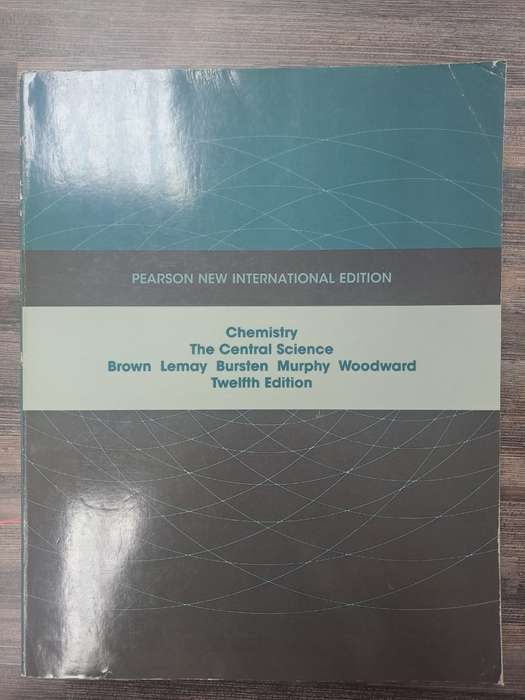 PEARSON NEW INTERNATIONAL EDITION
Chemistry
The Central Science
Brown Lemay Bursten Murphy Woodward
Twelfth Edition